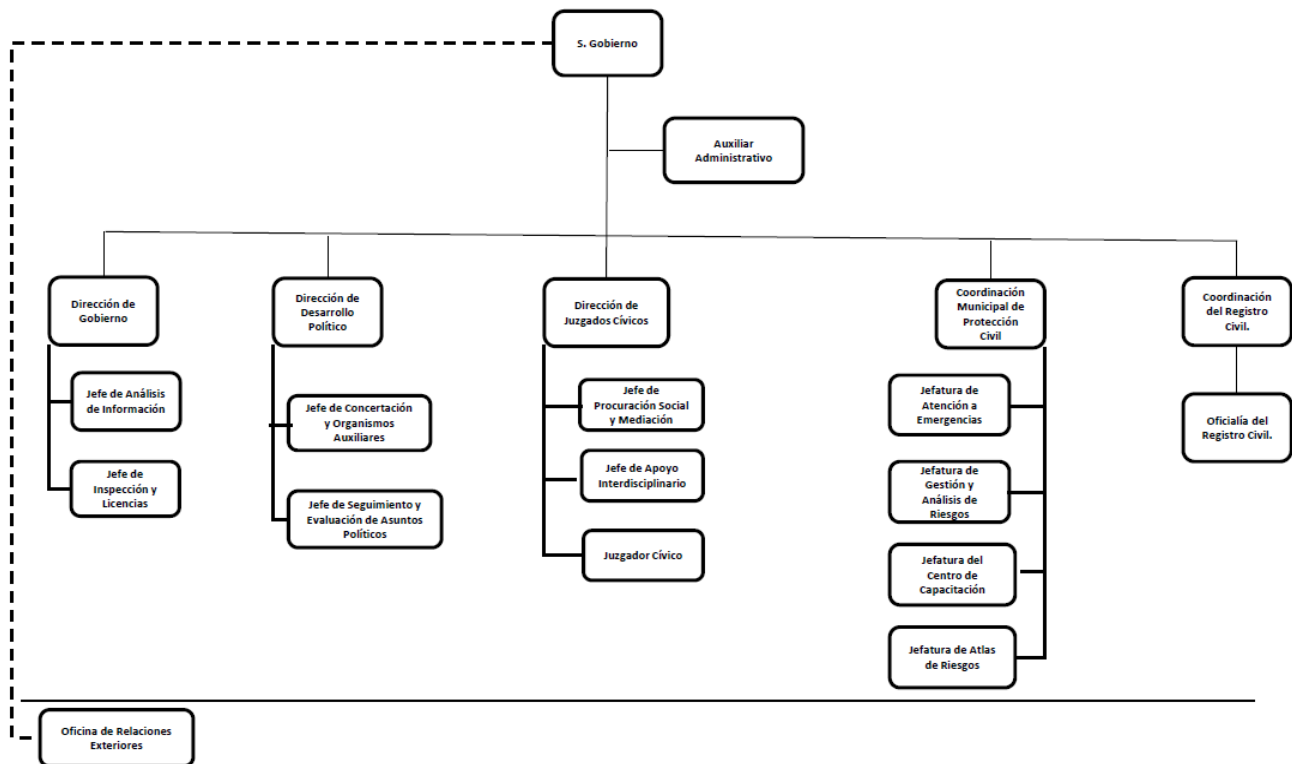 S. Gobierno
Auxiliar
Administrativo
Dirección de
Gobierno
Dirección de
Desarrollo
Político
Dirección de
Juzgados Cívicos
Coordinación
Municipal de
Protección
Civil
Coordinación
del Registro
Civil.
Jefe de Análisis
de Información
Jefe de
Inspección y
Licencias
Jefe de Concertación
y Organismos
Auxiliares
Jefe de Seguimiento y
Evaluación de Asuntos
Políticos
Jefe de
Procuración Social
y Mediación
Jefe de Apoyo
Interdisciplinario
Juzgador Cívico
Jefatura de
Atención a
Emergencias
Jefatura de
Gestión y
Análisis de
Riesgos
Jefatura del
Centro de
Capacitación
Jefatura de Atlas
de Riesgos
Oficialía del
Registro Civil.
Oficina de Relaciones
Exteriores